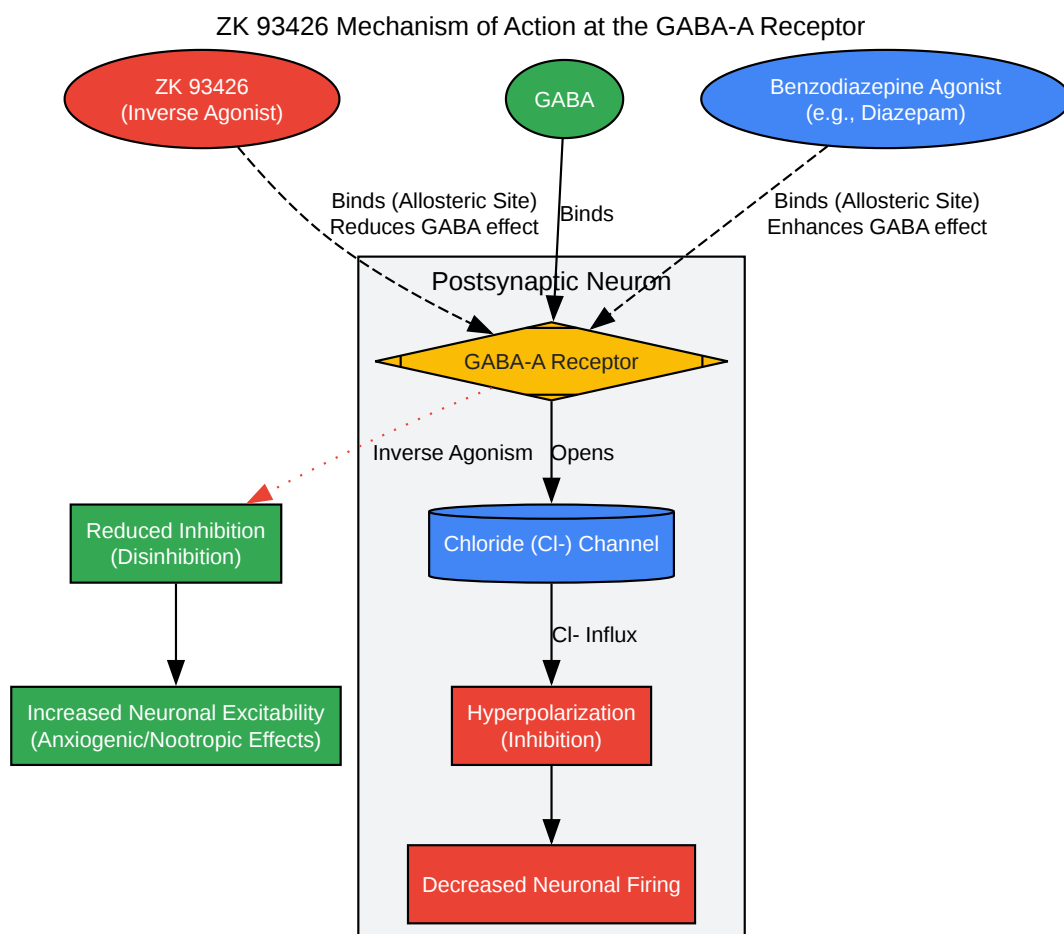 ZK 93426 Mechanism of Action at the GABA-A Receptor
ZK 93426
(Inverse Agonist)
GABA
Benzodiazepine Agonist
(e.g., Diazepam)
Binds (Allosteric Site)
Reduces GABA effect
Binds
Binds (Allosteric Site)
Enhances GABA effect
Postsynaptic Neuron
GABA-A Receptor
Inverse Agonism
Opens
Reduced Inhibition
(Disinhibition)
Chloride (Cl-) Channel
Cl- Influx
Increased Neuronal Excitability
(Anxiogenic/Nootropic Effects)
Hyperpolarization
(Inhibition)
Decreased Neuronal Firing